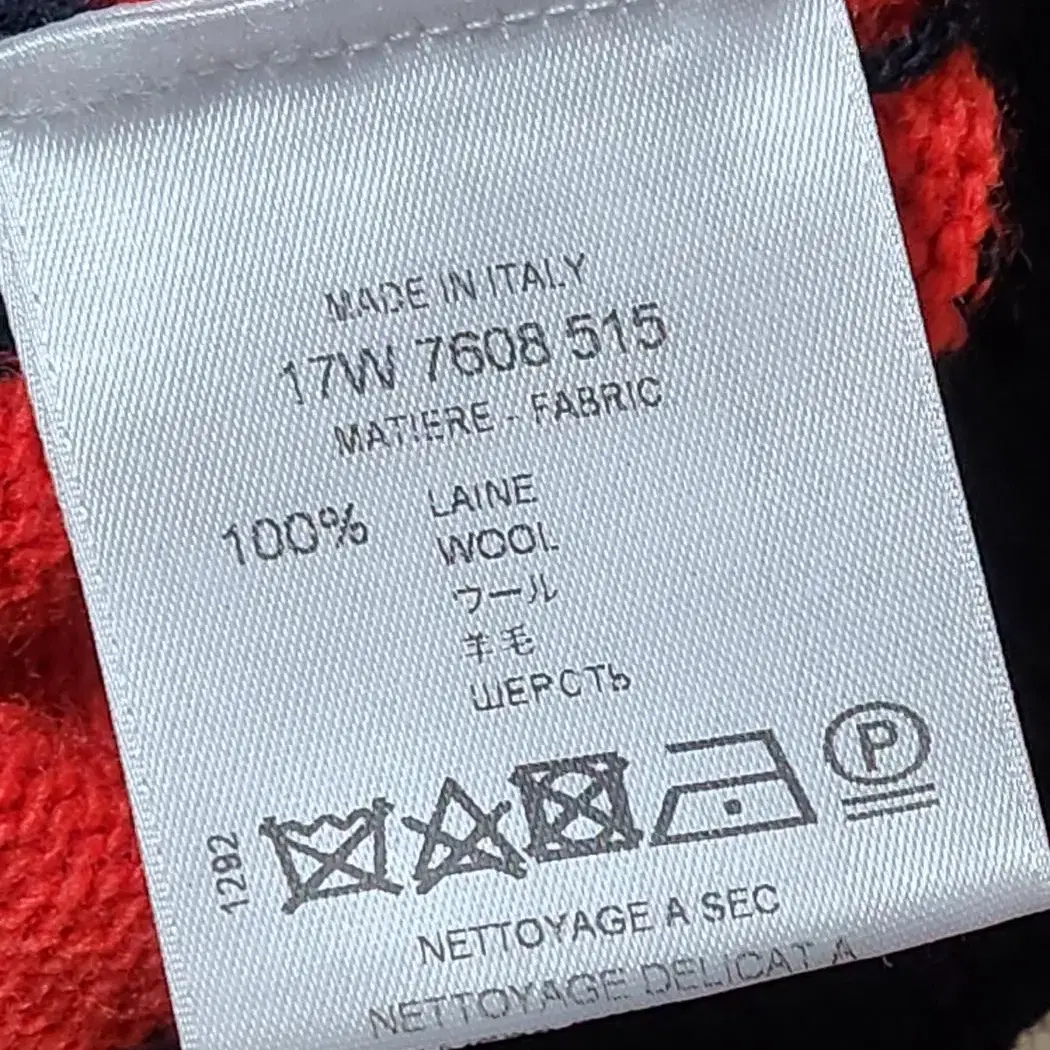 MADE IN ITALY
17W 7608 515
MATIERE - FABRIC
100% LAINE
WOOL
ウール
羊毛
ШЕРСТЬ
P
1292
NETTOYAGE A SEC
NETTOYAGE DELICAT A